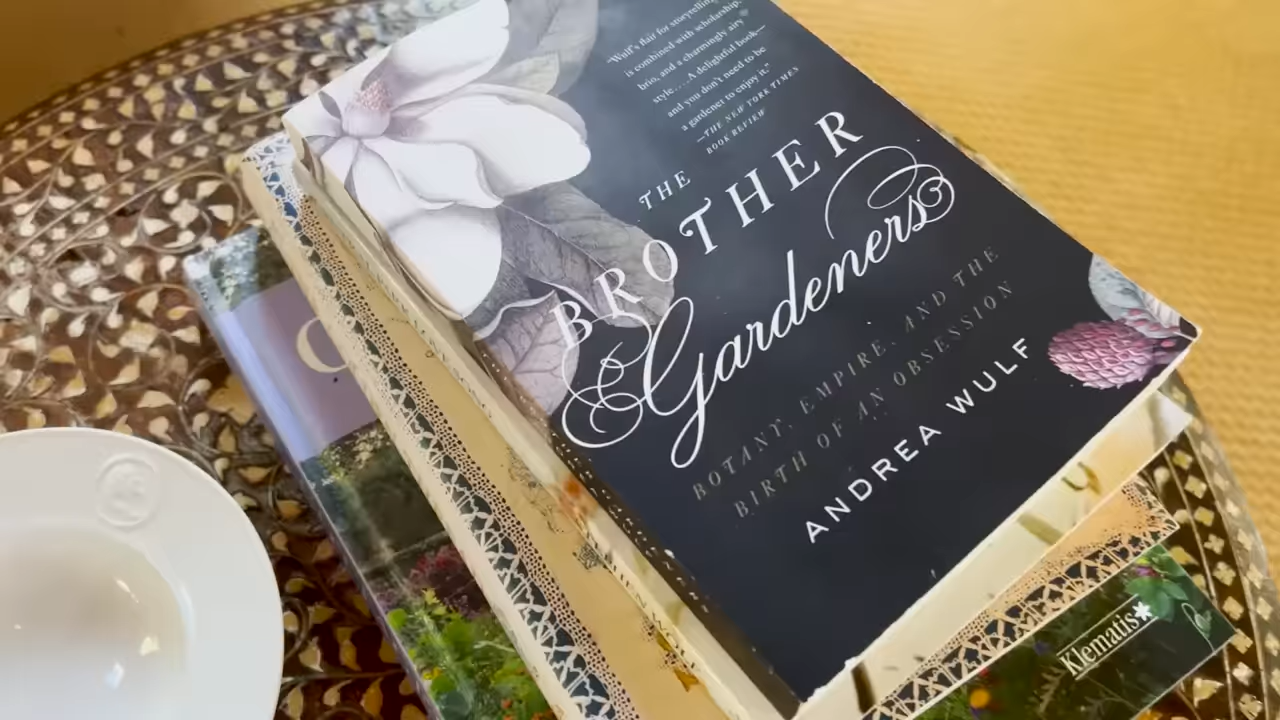 "Wulf's flair for storytelling
is combined with scholarship,
brio, and a charmingly airy
style.... A delightful book—
and you don't need to be
a gardener to enjoy it."
—THE NEW YORK TIMES
BOOK REVIEW
THE
BROTHER
Gardeners
BOTANY, EMPIRE, AND THE
BIRTH OF AN OBSESSION
ANDREA WULF
Klematis